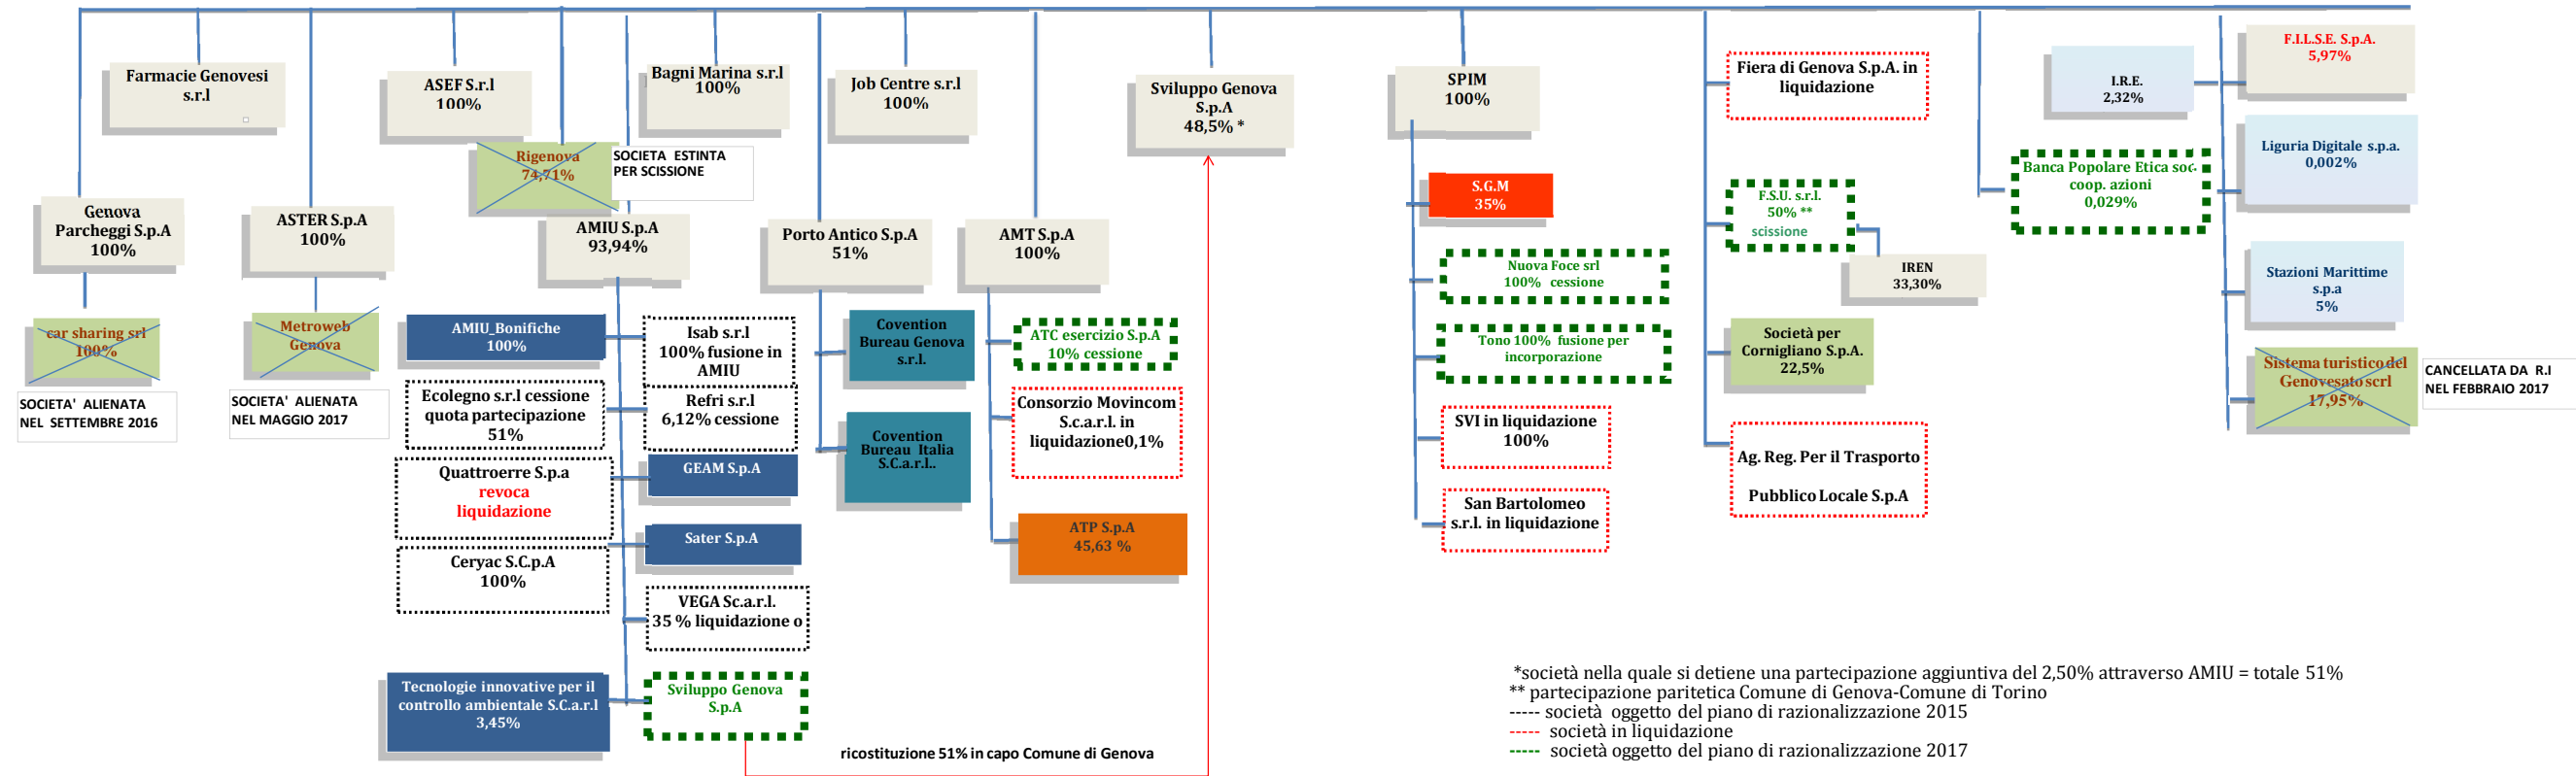 Farmacie Genovesi
s.r.l
ASEF S.r.l
100%
Bagni Marina s.r.l
100%
Job Centre s.r.l
100%
Sviluppo Genova
S.p.A
48,5% *
SPIM
100%
Fiera di Genova S.p.A. in
liquidazione
I.R.E.
2,32%
F.I.L.S.E. S.p.A.
5,97%
Rigenova
74,71%
SOCIETA ESTINTA
PER SCISSIONE
Liguria Digitale s.p.a.
0,002%
Banca Popolare Etica soc.
coop. azioni
0,029%
S.G.M
35%
F.S.U. s.r.l.
50% **
scissione
IREN
33,30%
Genova
Parcheggi S.p.A
100%
ASTER S.p.A
100%
AMIU S.p.A
93,94%
Porto Antico S.p.A
51%
AMT S.p.A
100%
Nuova Foce srl
100% cessione
Stazioni Marittime
s.p.a
5%
car sharing srl
100%
SOCIETA' ALIENATA
NEL SETTEMBRE 2016
Metroweb
Genova
SOCIETA' ALIENATA
NEL MAGGIO 2017
AMIU_Bonifiche
100%
Isab s.r.l
100% fusione in
AMIU
Covention
Bureau Genova
s.r.l.
ATC esercizio S.p.A
10% cessione
Tono 100% fusione per
incorporazione
Società per
Cornigliano S.p.A.
22,5%
Sistema turistico del
Genovesato scrl
17,95%
CANCELLATA DA R.I
NEL FEBBRAIO 2017
Ecolegno s.r.l cessione
quota partecipazione
51%
Refri s.r.l
6,12% cessione
Consorzio Movincom
S.c.a.r.l. in
liquidazione0,1%
SVI in liquidazione
100%
Covention
Bureau Italia
S.C.a.r.l..
Quattroerre S.p.a
revoca
liquidazione
GEAM S.p.A
Ag. Reg. Per il Trasporto
Pubblico Locale S.p.A
San Bartolomeo
s.r.l. in liquidazione
Ceryac S.C.p.A
100%
Sater S.p.A
ATP S.p.A
45,63 %
VEGA Sc.a.r.l.
35 % liquidazione o
Tecnologie innovative per il
controllo ambientale S.C.a.r.l
3,45%
Sviluppo Genova
S.p.A
ricostituzione 51% in capo Comune di Genova
*società nella quale si detiene una partecipazione aggiuntiva del 2,50% attraverso AMIU = totale 51%
** partecipazione paritetica Comune di Genova-Comune di Torino
----- società oggetto del piano di razionalizzazione 2015
----- società in liquidazione
----- società oggetto del piano di razionalizzazione 2017